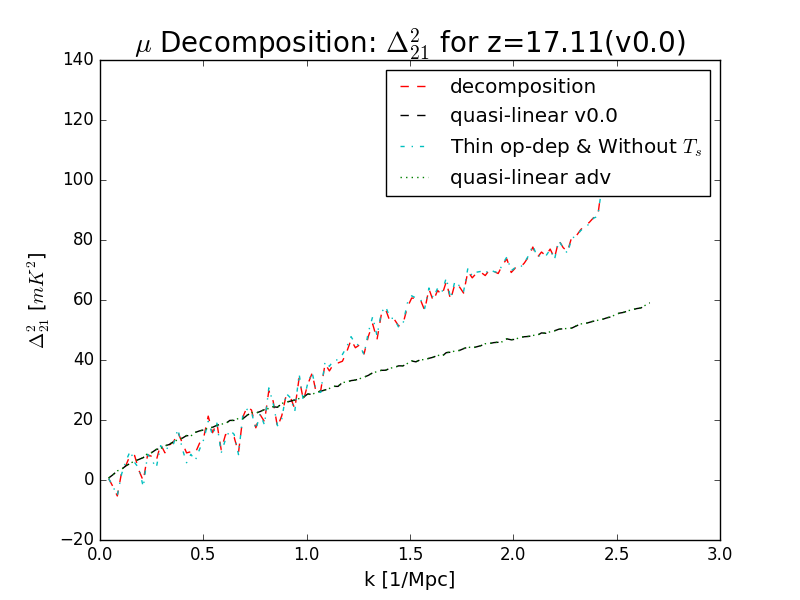 μ Decomposition: Δ²₂₁ for z=17.11(v0.0)
140
120
100
80
60
40
20
0
−20
0.0 0.5 1.0 1.5 2.0 2.5 3.0
Δ²₂₁ [mK²]
k [1/Mpc]
decomposition
quasi-linear v0.0
Thin op-dep & Without Tₛ
quasi-linear adv